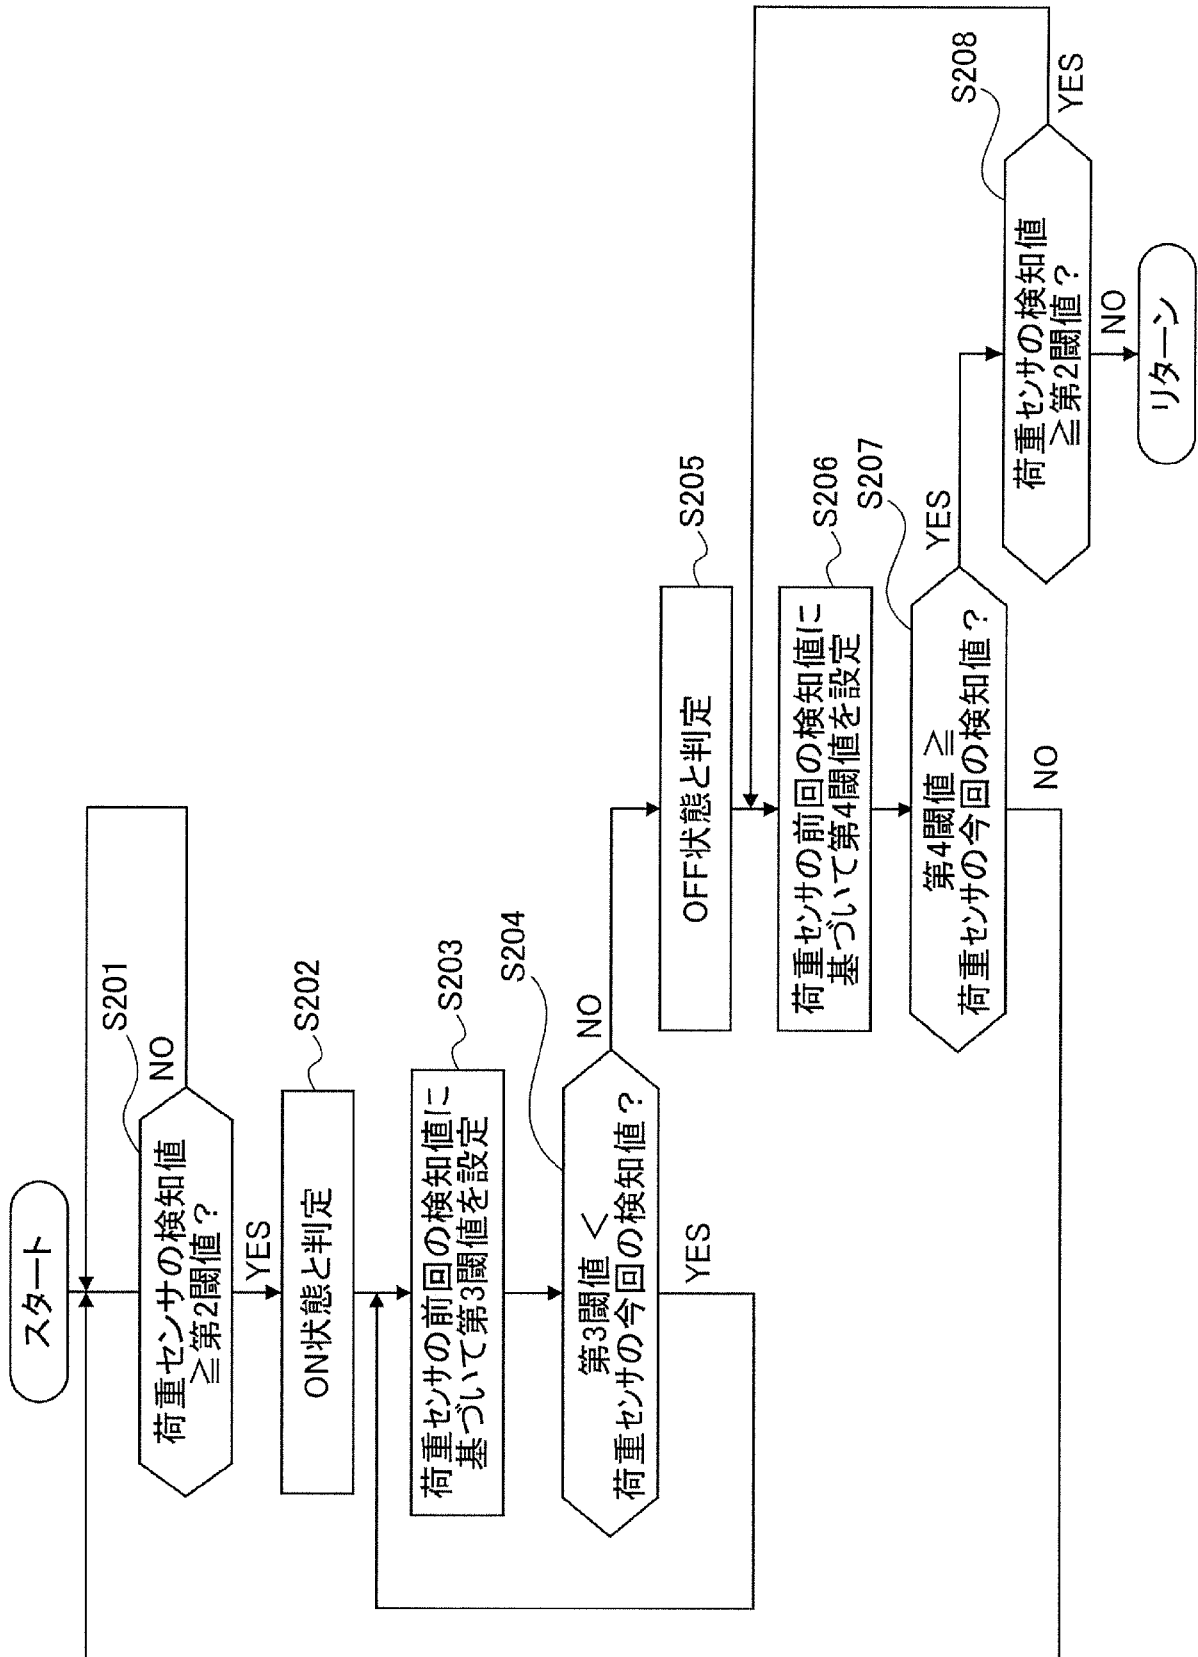 スタート
S201
荷重センサの検知値
≧第2閾値?
NO
YES
S202
ON状態と判定
S203
荷重センサの前回の検知値に
基づいて第3閾値を設定
S204
第3閾値 <
荷重センサの今回の検知値?
NO
YES
S205
OFF状態と判定
S206
荷重センサの前回の検知値に
基づいて第4閾値を設定
S207
第4閾値 ≧
荷重センサの今回の検知値?
YES
NO
S208
荷重センサの検知値
≧第2閾値?
YES
NO
リターン